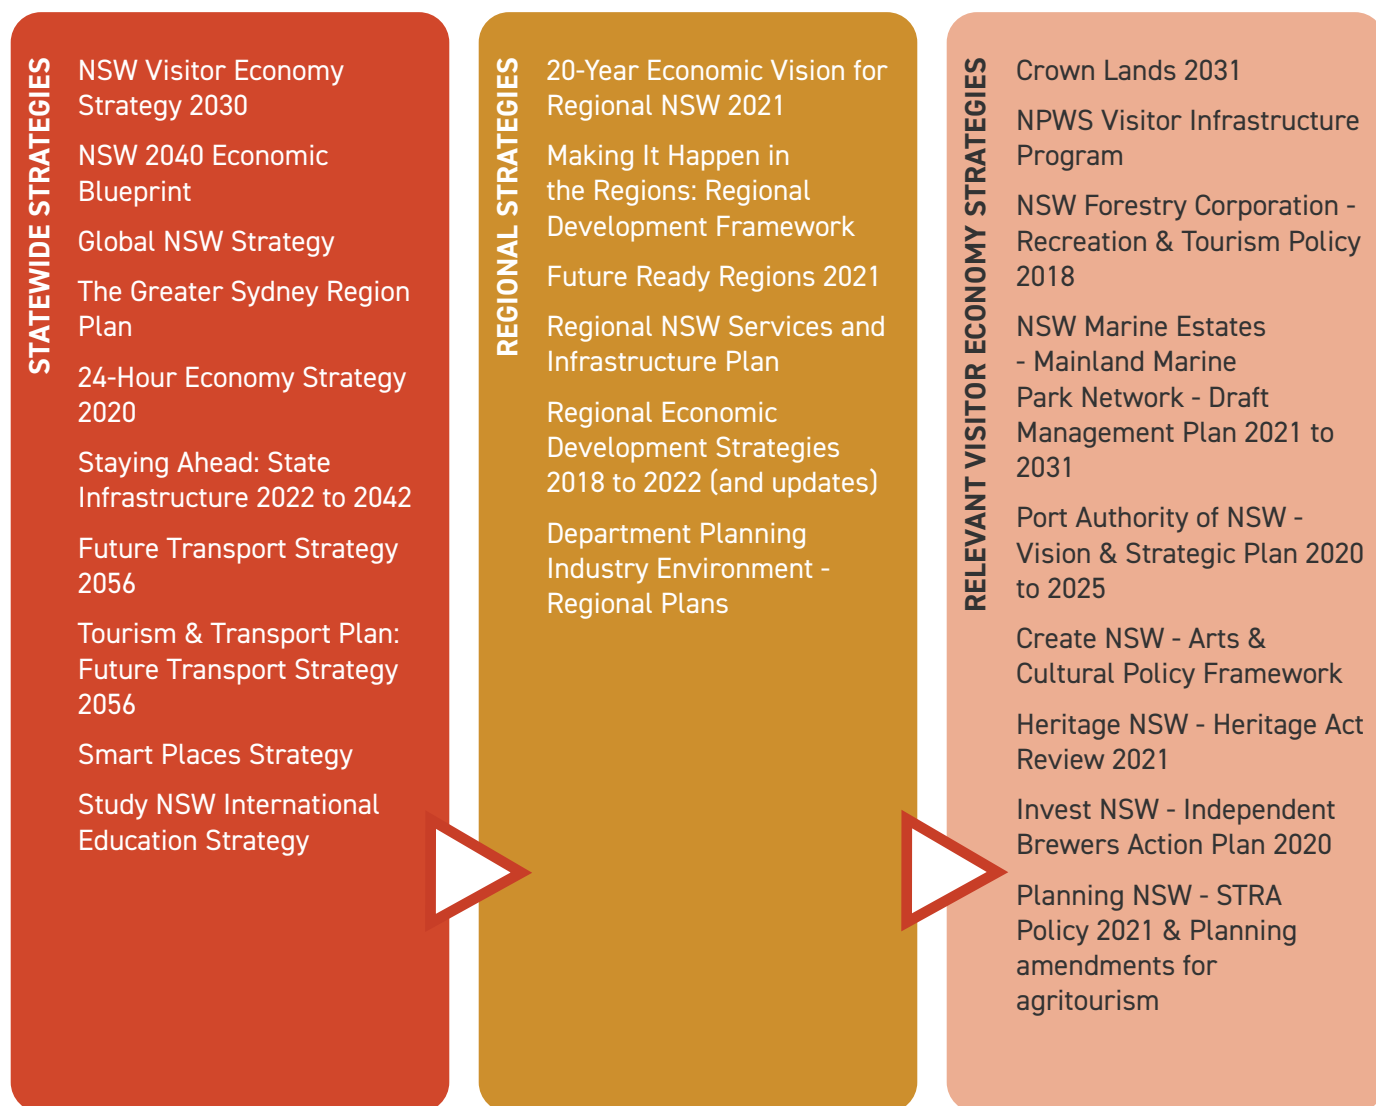 STATEWIDE STRATEGIES
NSW Visitor Economy
Strategy 2030
NSW 2040 Economic
Blueprint
Global NSW Strategy
The Greater Sydney Region
Plan
24-Hour Economy Strategy
2020
Staying Ahead: State
Infrastructure 2022 to 2042
Future Transport Strategy
2056
Tourism & Transport Plan:
Future Transport Strategy
2056
Smart Places Strategy
Study NSW International
Education Strategy
REGIONAL STRATEGIES
20-Year Economic Vision for
Regional NSW 2021
Making It Happen in
the Regions: Regional
Development Framework
Future Ready Regions 2021
Regional NSW Services and
Infrastructure Plan
Regional Economic
Development Strategies
2018 to 2022 (and updates)
Department Planning
Industry Environment -
Regional Plans
RELEVANT VISITOR ECONOMY STRATEGIES
Crown Lands 2031
NPWS Visitor Infrastructure
Program
NSW Forestry Corporation -
Recreation & Tourism Policy
2018
NSW Marine Estates
- Mainland Marine
Park Network - Draft
Management Plan 2021 to
2031
Port Authority of NSW -
Vision & Strategic Plan 2020
to 2025
Create NSW - Arts &
Cultural Policy Framework
Heritage NSW - Heritage Act
Review 2021
Invest NSW - Independent
Brewers Action Plan 2020
Planning NSW - STRA
Policy 2021 & Planning
amendments for
agritourism